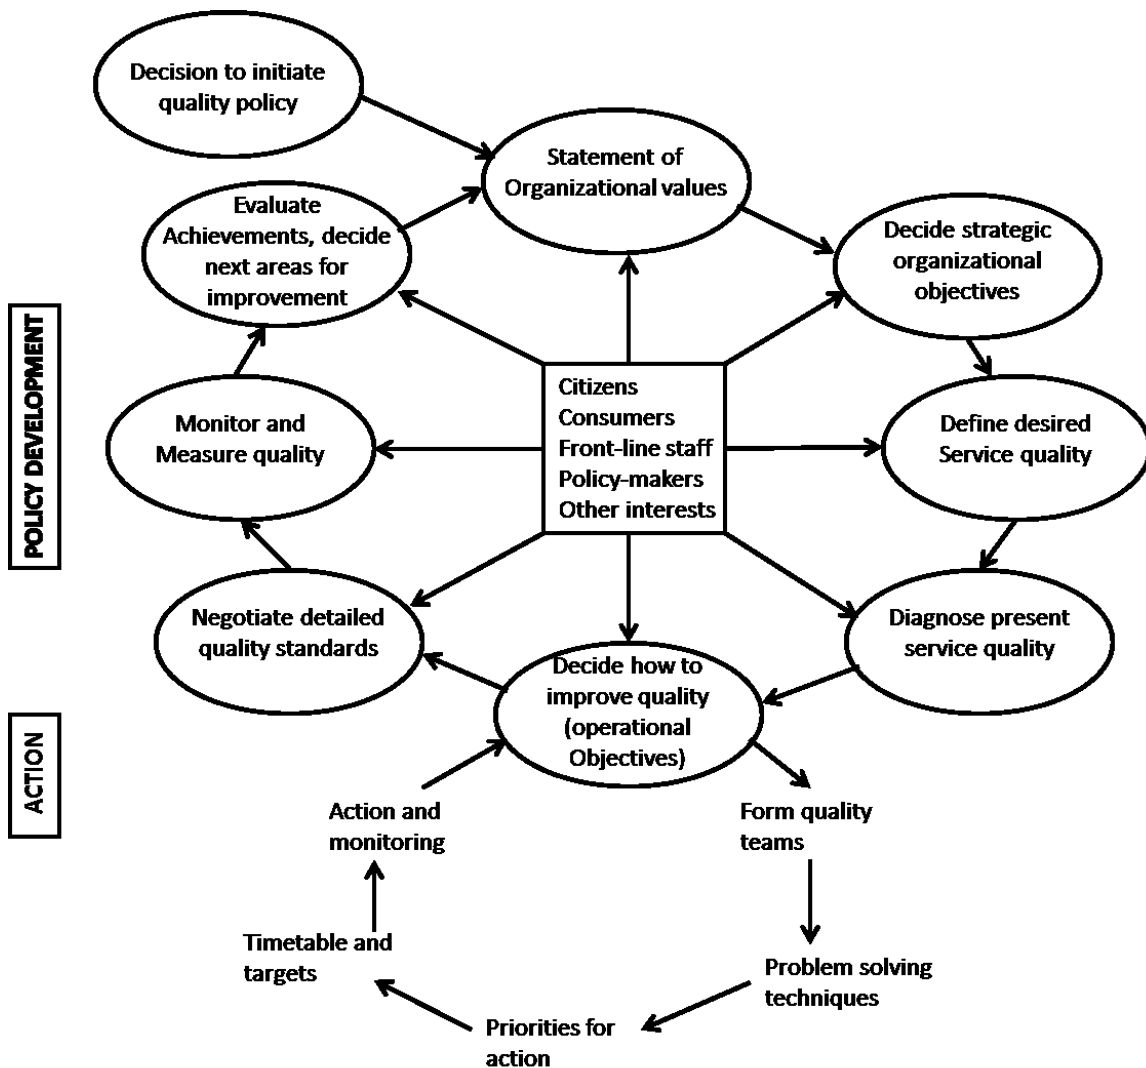 Decision to initiate
quality policy
Statement of
Organizational values
Evaluate
Achievements, decide
next areas for
improvement
Decide strategic
organizational
objectives
POLICY DEVELOPMENT
Citizens
Consumers
Front-line staff
Policy-makers
Other interests
Monitor and
Measure quality
Define desired
Service quality
Negotiate detailed
quality standards
Diagnose present
service quality
Decide how to
improve quality
(operational
Objectives)
ACTION
Action and
monitoring
Form quality
teams
Timetable and
targets
Problem solving
techniques
Priorities for
action